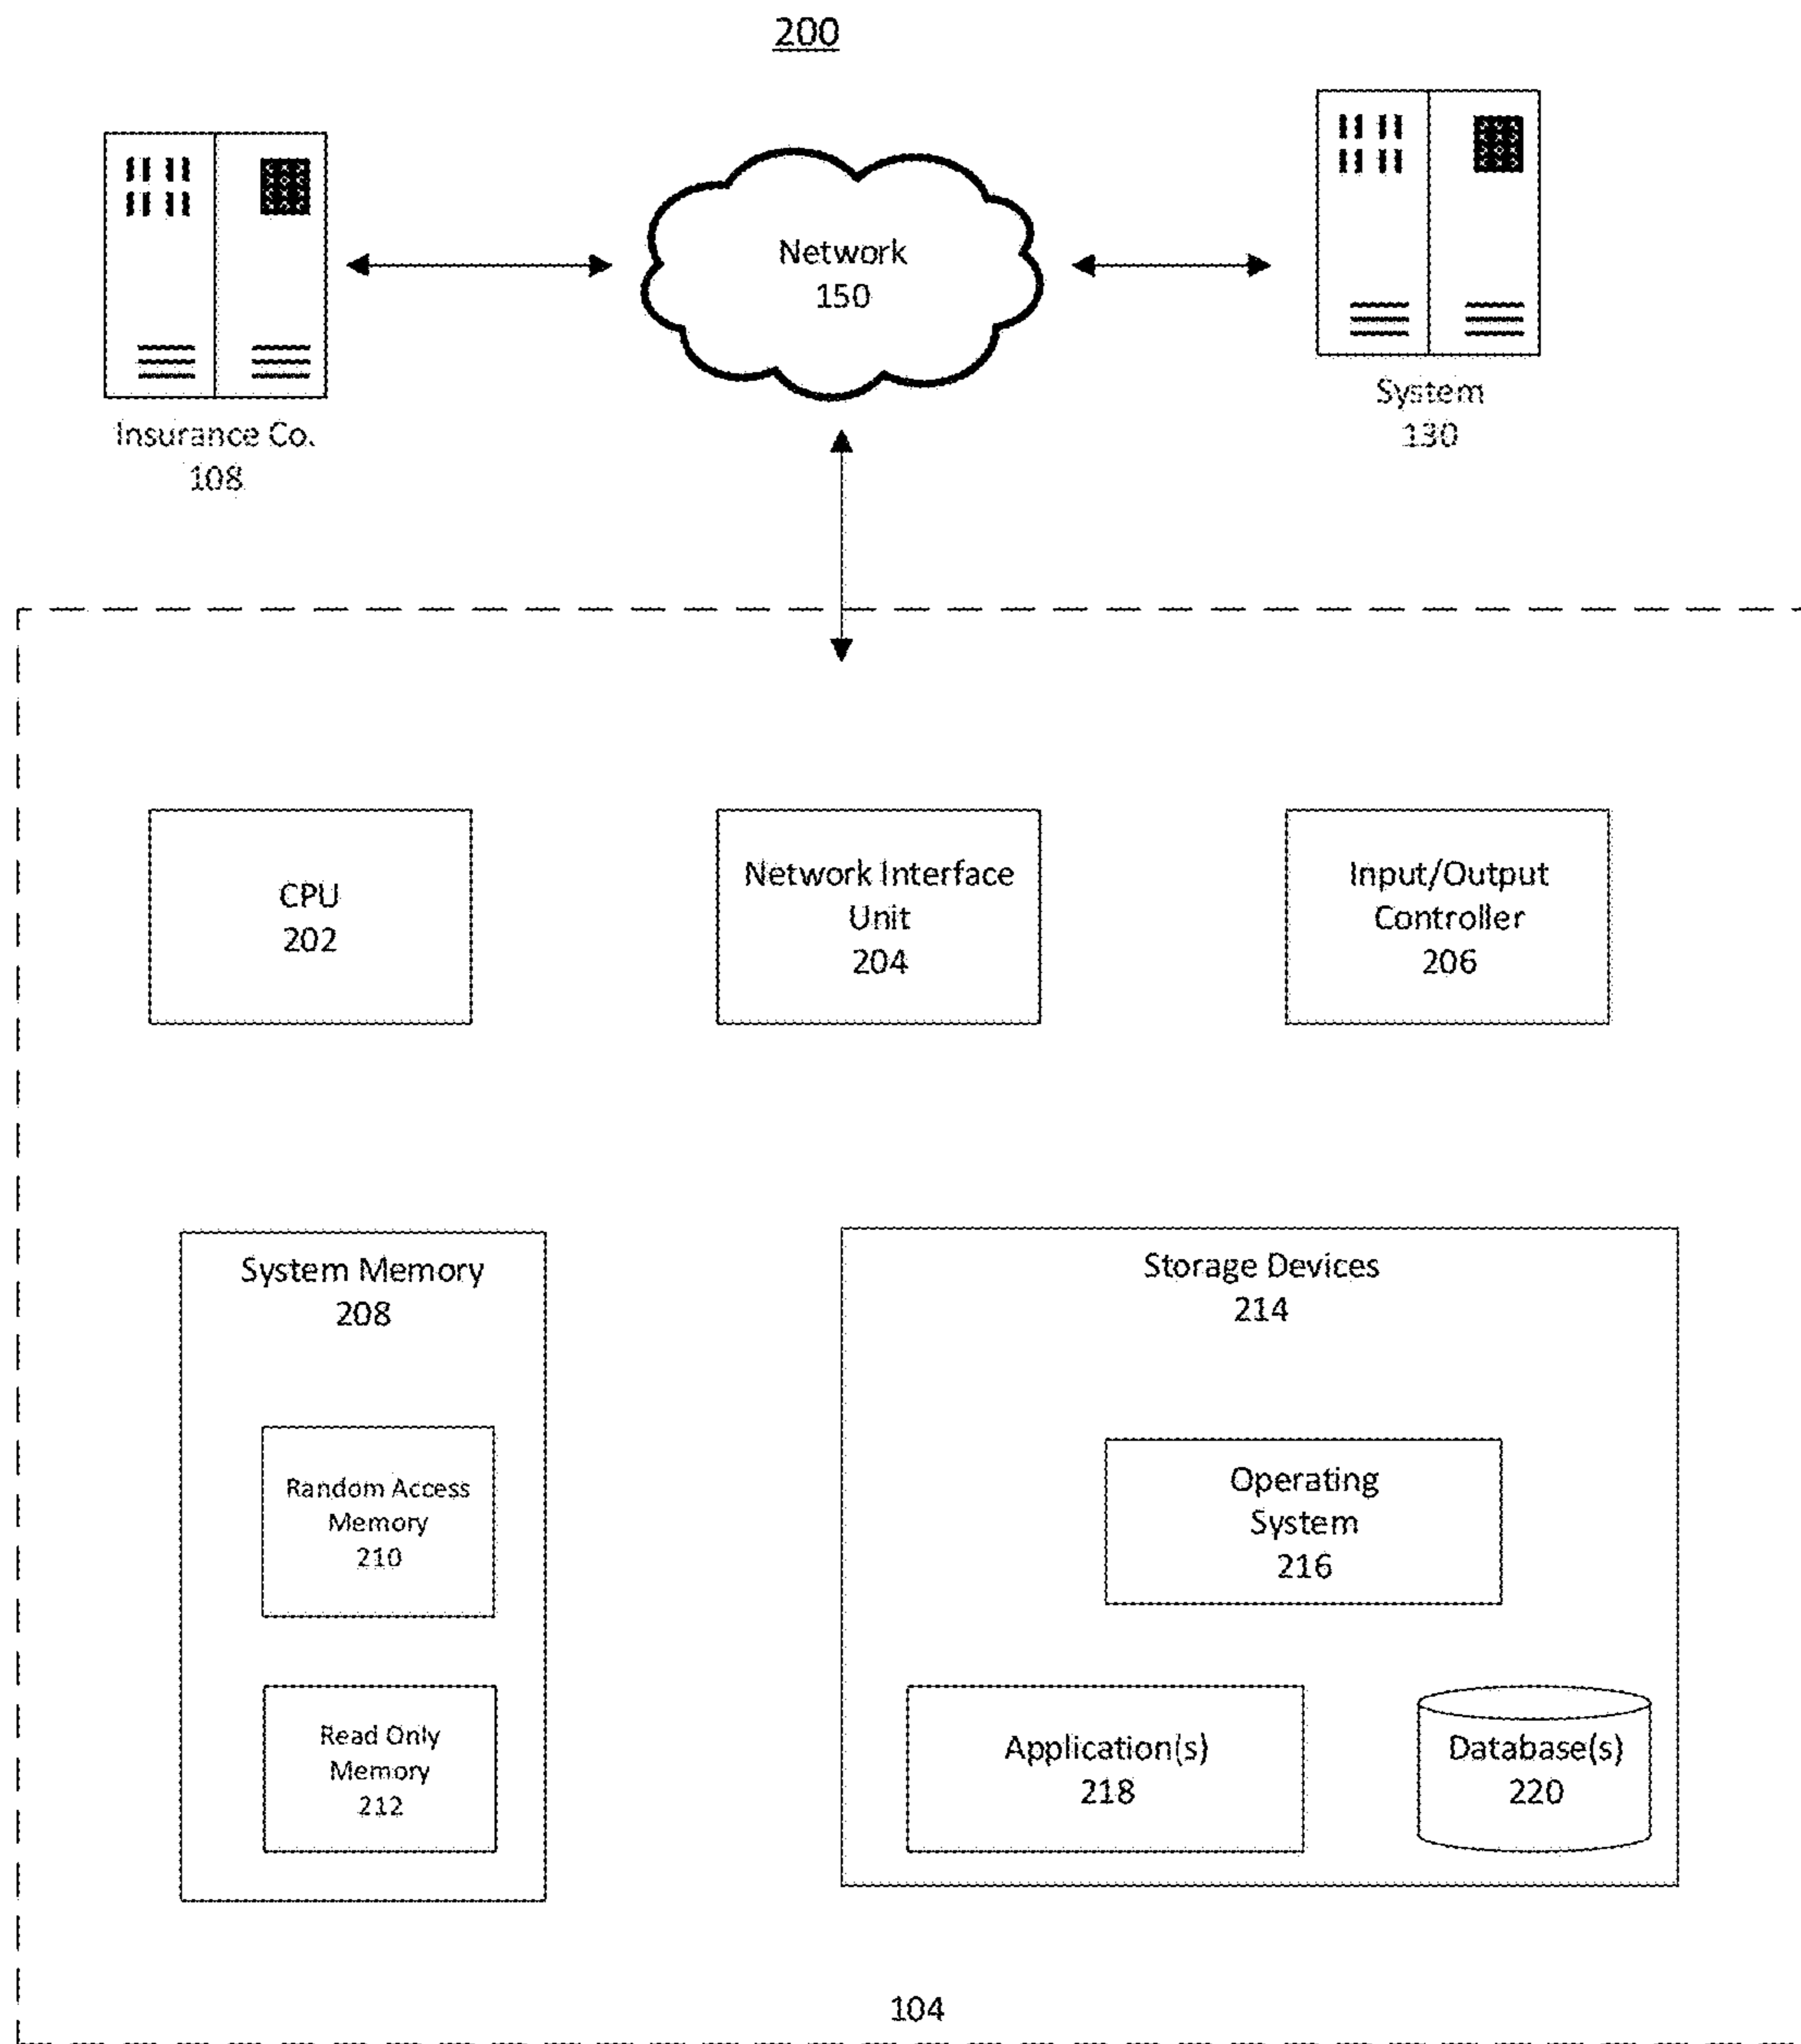 200
Network
150
System
130
Insurance Co.
108
CPU
202
Network Interface
Unit
204
Input/Output
Controller
206
System Memory
208
Random Access
Memory
210
Read Only
Memory
212
Storage Devices
214
Operating
System
216
Application(s)
218
Database(s)
220
104